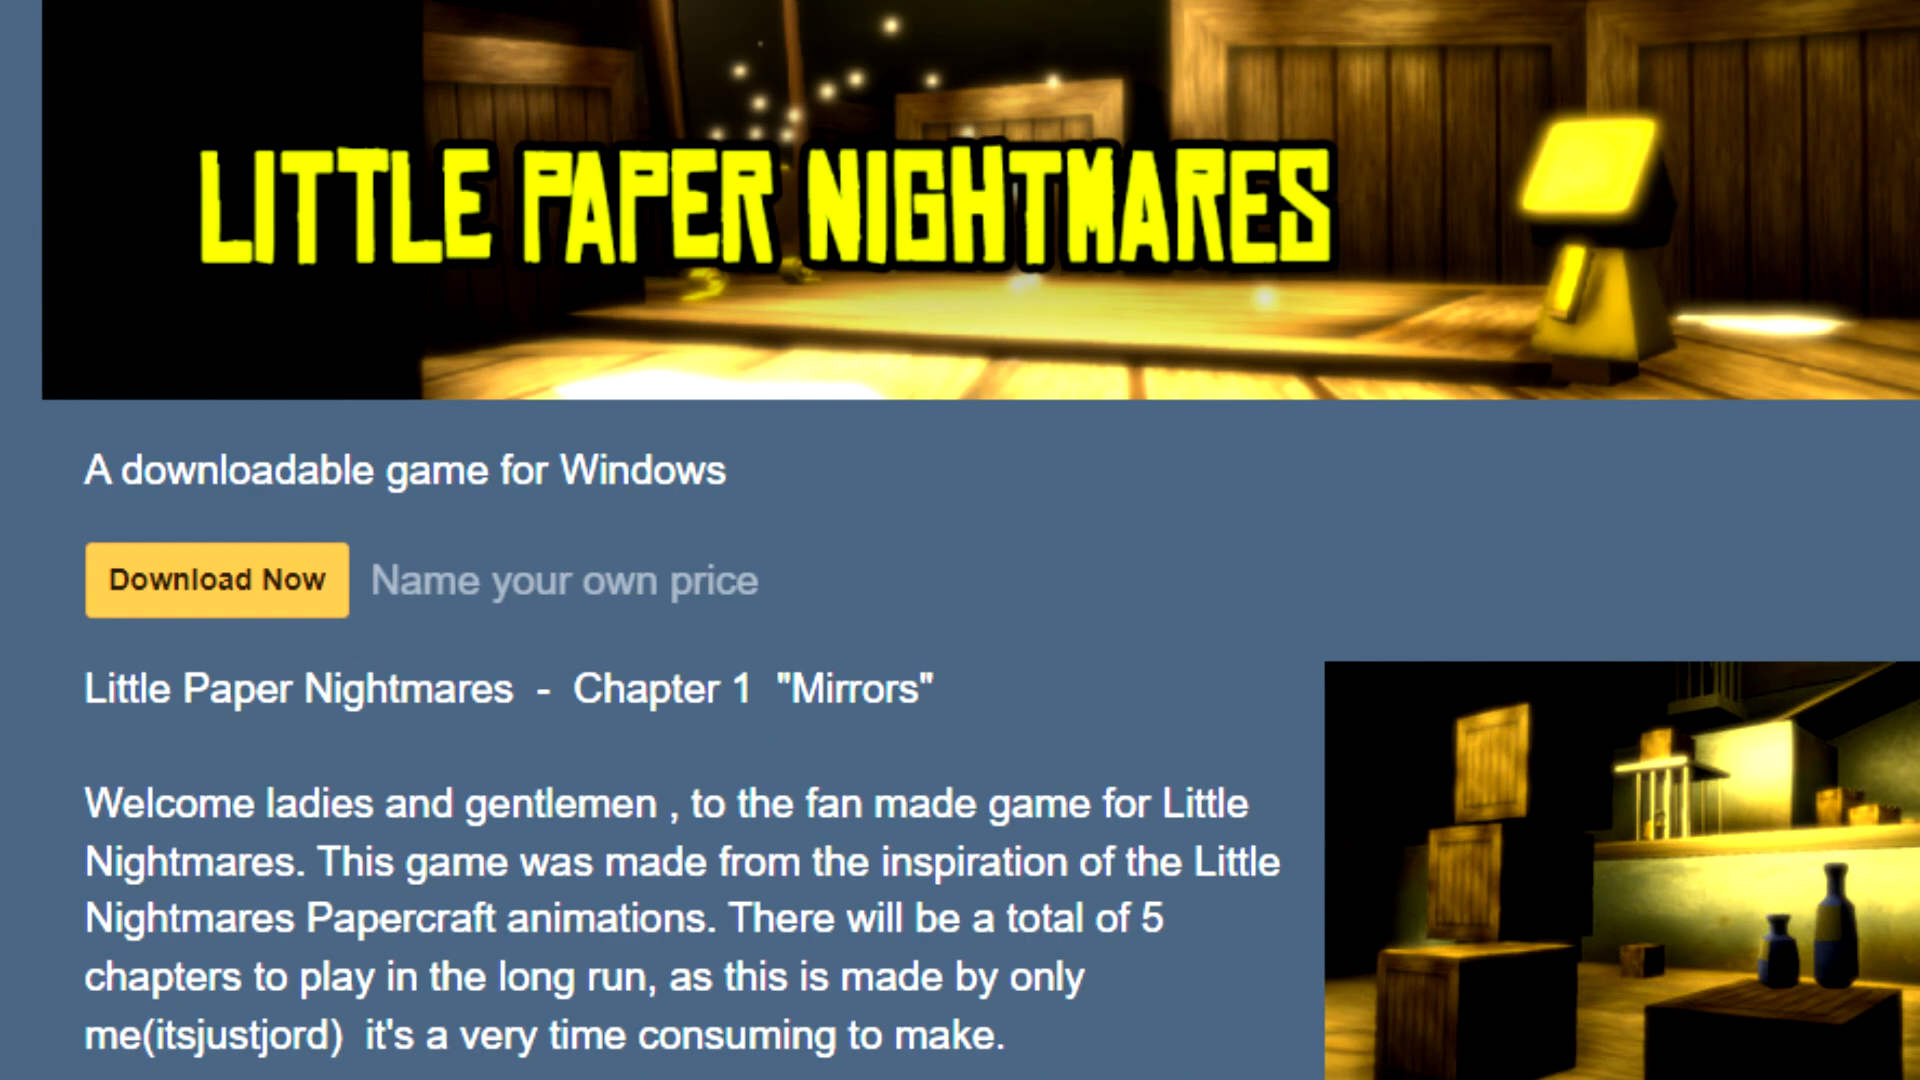 LITTLE PAPER NIGHTMARES
A downloadable game for Windows
Download Now Name your own price
Little Paper Nightmares - Chapter 1 "Mirrors"
Welcome ladies and gentlemen , to the fan made game for Little
Nightmares. This game was made from the inspiration of the Little
Nightmares Papercraft animations. There will be a total of 5
chapters to play in the long run, as this is made by only
me(itsjustjord) it's a very time consuming to make.